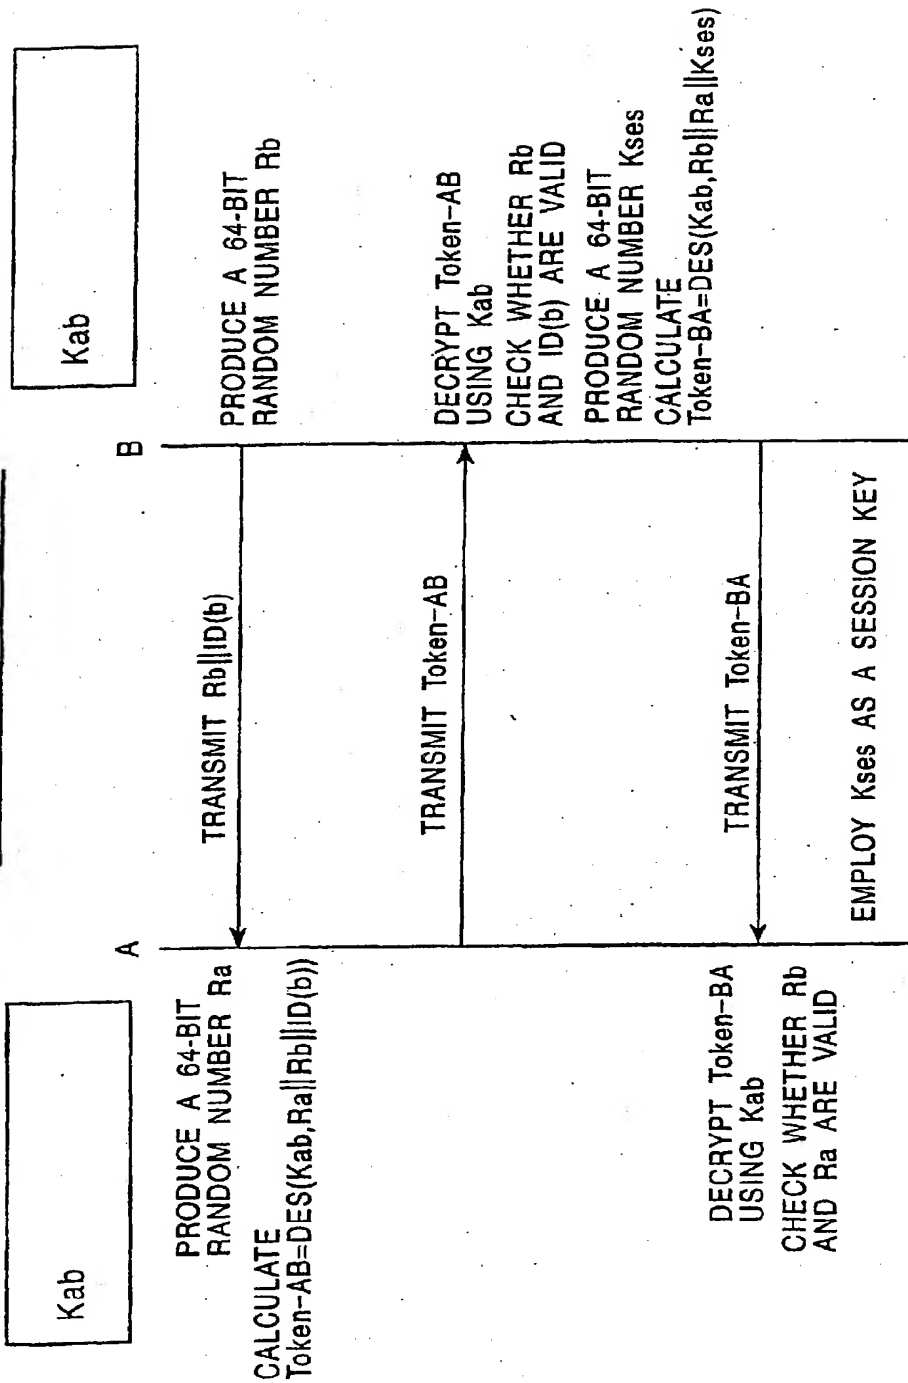 Kab
Kab
A
B
PRODUCE A 64-BIT
RANDOM NUMBER Rb
TRANSMIT Rb||ID(b)
PRODUCE A 64-BIT
RANDOM NUMBER Ra
CALCULATE
Token-AB=DES(Kab,Ra||Rb||ID(b))
TRANSMIT Token-AB
DECRYPT Token-AB
USING Kab
CHECK WHETHER Rb
AND ID(b) ARE VALID
PRODUCE A 64-BIT
RANDOM NUMBER Kses
CALCULATE
Token-BA=DES(Kab,Rb||Ra||Kses)
TRANSMIT Token-BA
DECRYPT Token-BA
USING Kab
CHECK WHETHER Rb
AND Ra ARE VALID
EMPLOY Kses AS A SESSION KEY